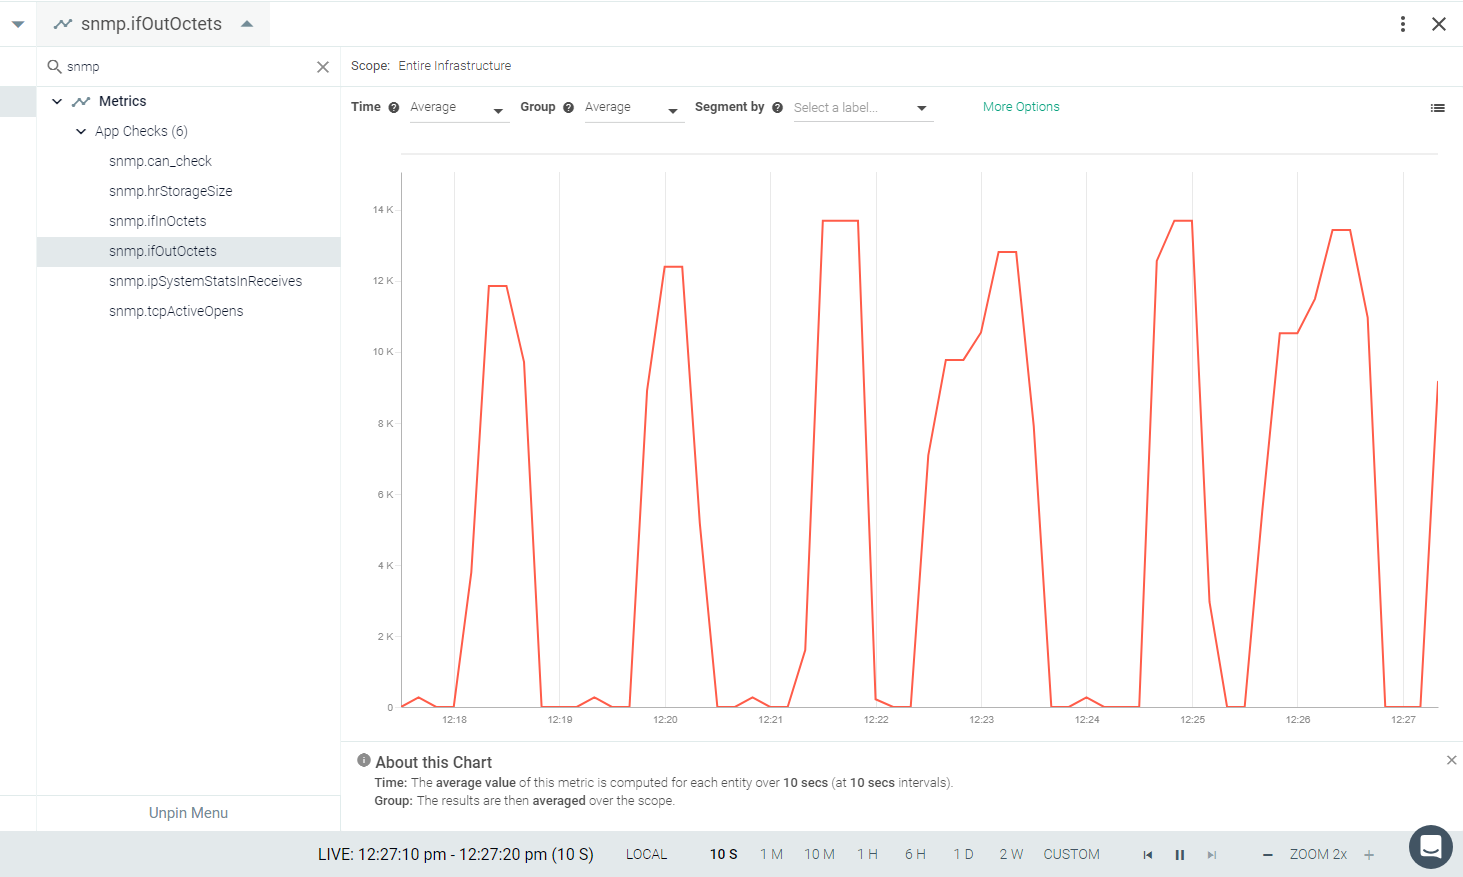 snmp.ifOutOctets
snmp
Scope: Entire Infrastructure
Metrics
App Checks (6)
snmp.can_check
snmp.hrStorageSize
snmp.ifInOctets
snmp.ifOutOctets
snmp.ipSystemStatsInReceives
snmp.tcpActiveOpens
Unpin Menu
Time ? Average Group ? Average Segment by ? Select a label... More Options
14 K
12 K
10 K
8 K
6 K
4 K
2 K
0
12:18 12:19 12:20 12:21 12:22 12:23 12:24 12:25 12:26 12:27
About this Chart
Time: The average value of this metric is computed for each entity over 10 secs (at 10 secs intervals).
Group: The results are then averaged over the scope.
LIVE: 12:27:10 pm - 12:27:20 pm (10 S) LOCAL 10 S 1 M 10 M 1 H 6 H 1 D 2 W CUSTOM ZOOM 2x